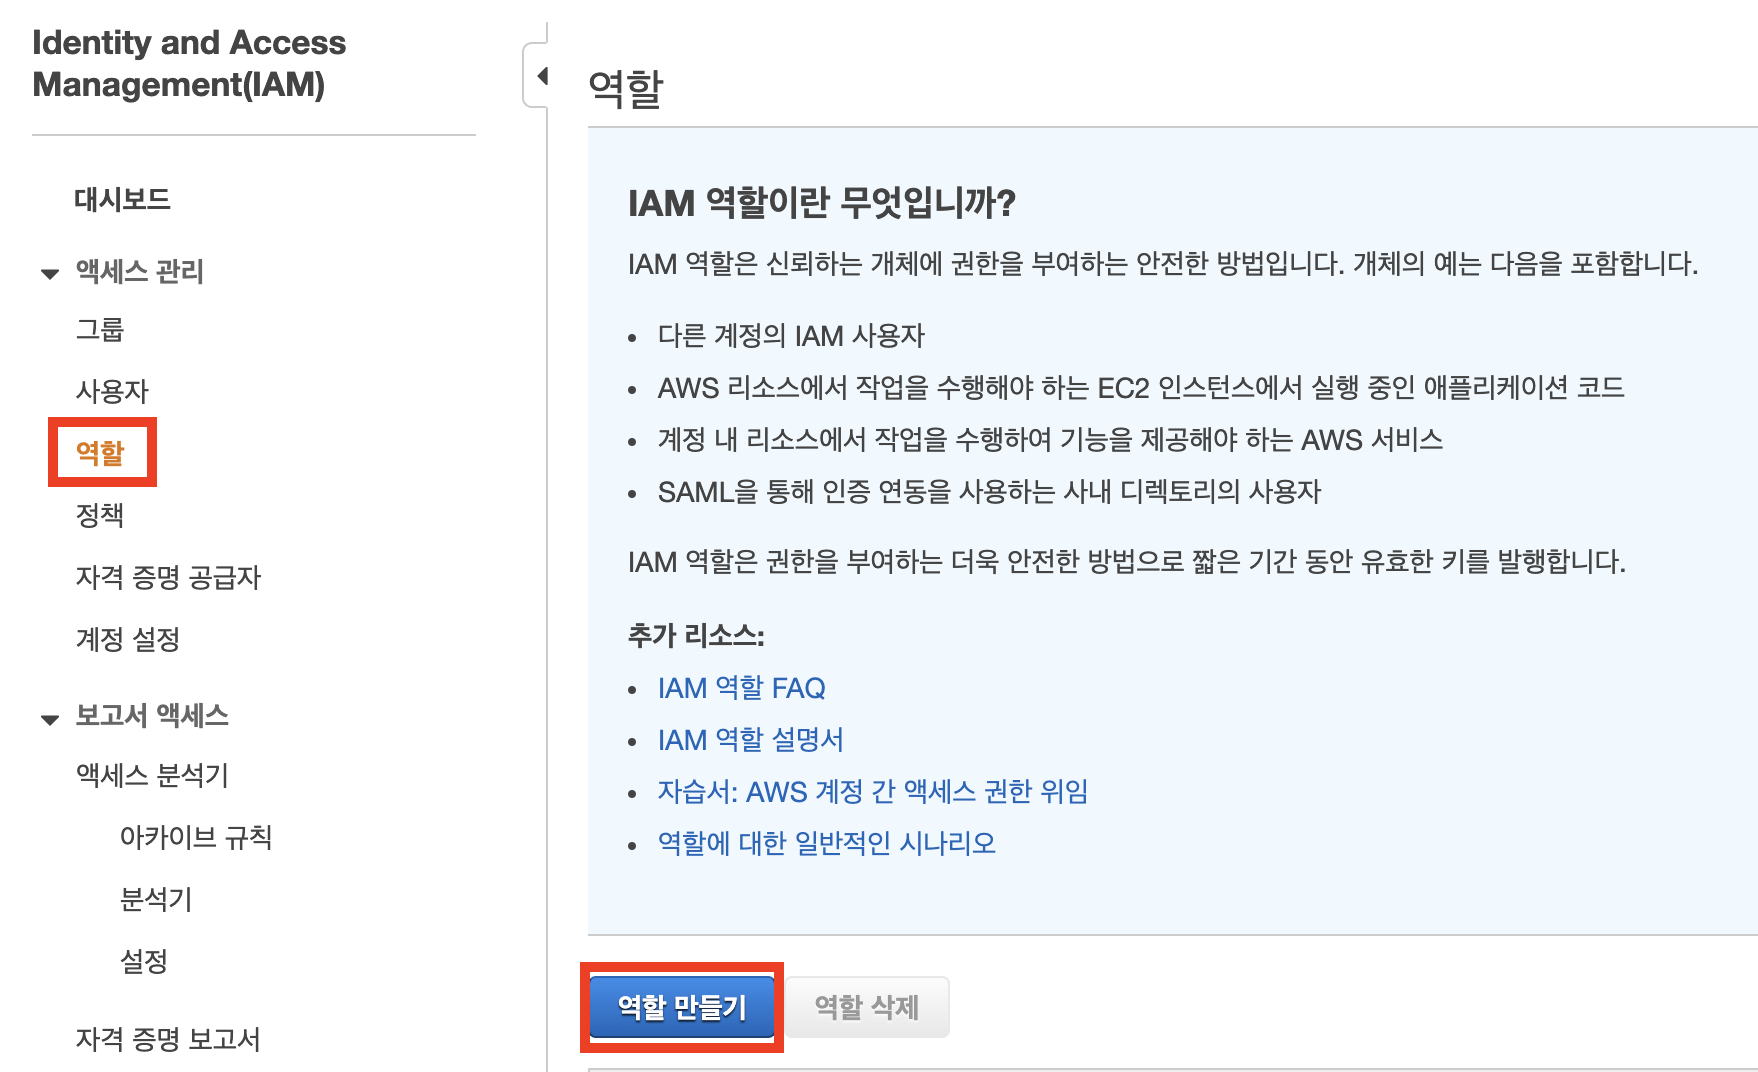 Identity and Access
Management(IAM)
대시보드
액세스 관리
그룹
사용자
역할
정책
자격 증명 공급자
계정 설정
보고서 액세스
액세스 분석기
아카이브 규칙
분석기
설정
자격 증명 보고서
역할
IAM 역할이란 무엇입니까?
IAM 역할은 신뢰하는 개체에 권한을 부여하는 안전한 방법입니다. 개체의 예는 다음을 포함합니다.
• 다른 계정의 IAM 사용자
• AWS 리소스에서 작업을 수행해야 하는 EC2 인스턴스에서 실행 중인 애플리케이션 코드
• 계정 내 리소스에서 작업을 수행하여 기능을 제공해야 하는 AWS 서비스
• SAML을 통해 인증 연동을 사용하는 사내 디렉토리의 사용자
IAM 역할은 권한을 부여하는 더욱 안전한 방법으로 짧은 기간 동안 유효한 키를 발행합니다.
추가 리소스:
• IAM 역할 FAQ
• IAM 역할 설명서
• 자습서: AWS 계정 간 액세스 권한 위임
• 역할에 대한 일반적인 시나리오
역할 만들기
역할 삭제